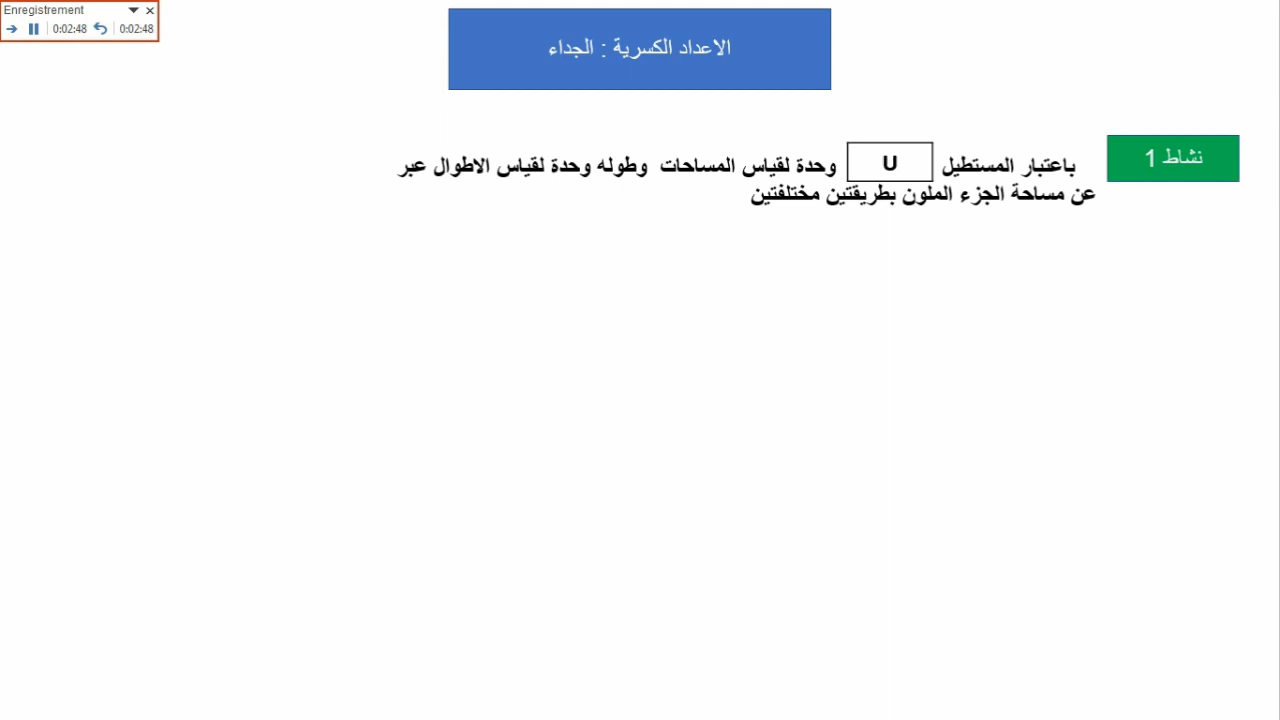 Enregistrement
0:02:48 0:02:48
الاعداد الكسرية : الجداء
نشاط 1
باعتبار المستطيل U وحدة لقياس المساحات وطوله وحدة لقياس الاطوال عبر
عن مساحة الجزء الملون بطريقتين مختلفتين